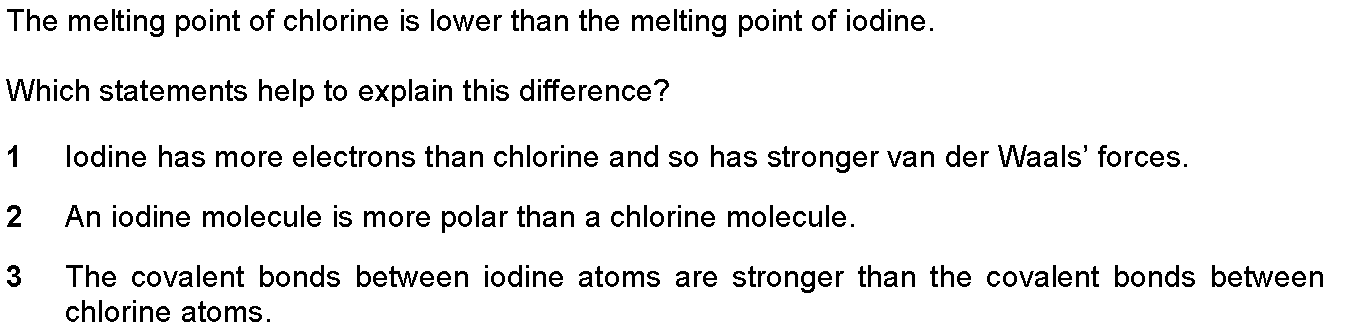 The melting point of chlorine is lower than the melting point of iodine.
Which statements help to explain this difference?
1 Iodine has more electrons than chlorine and so has stronger van der Waals’ forces.
2 An iodine molecule is more polar than a chlorine molecule.
3 The covalent bonds between iodine atoms are stronger than the covalent bonds between
chlorine atoms.